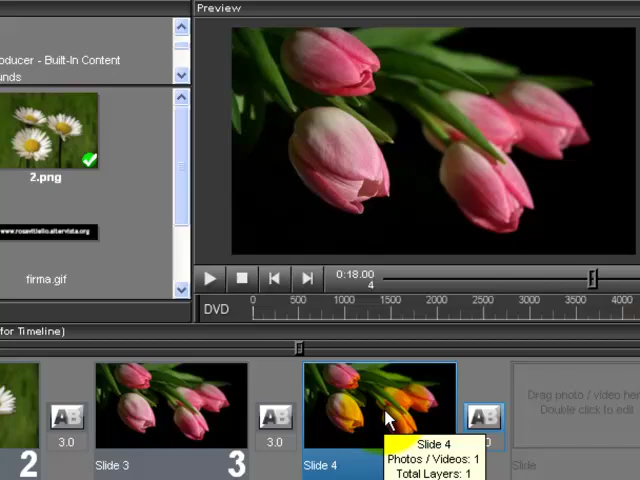 Preview
oducer - Built-In Content
unds
2.png
www.rosavitiello.altervista.org
firma.gif
0:18.00
4
DVD
0
500
1000
1500
2000
2500
3000
3500
4000
for Timeline)
AB
AB
AB
3.0
3.0
0
Drag photo / video her
Double click to edit
2
Slide 3
3
Slide 4
Slide
Slide 4
Photos / Videos: 1
Total Layers: 1